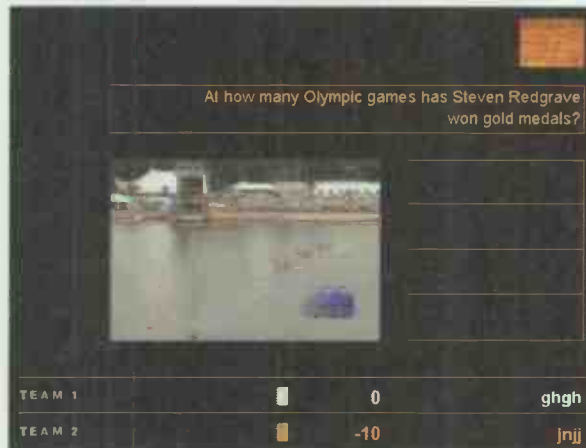 At how many Olympic games has Steven Redgrave
won gold medals?
TEAM 1 0 ghgh
TEAM 2 -10 jnjj